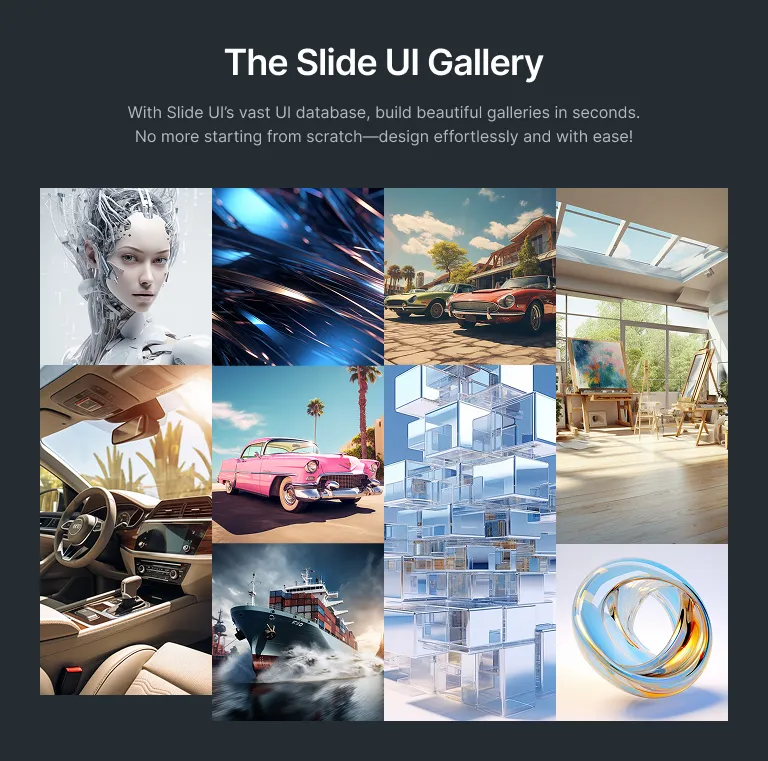 The Slide UI Gallery
With Slide UI's vast UI database, build beautiful galleries in seconds.
No more starting from scratch—design effortlessly and with ease!